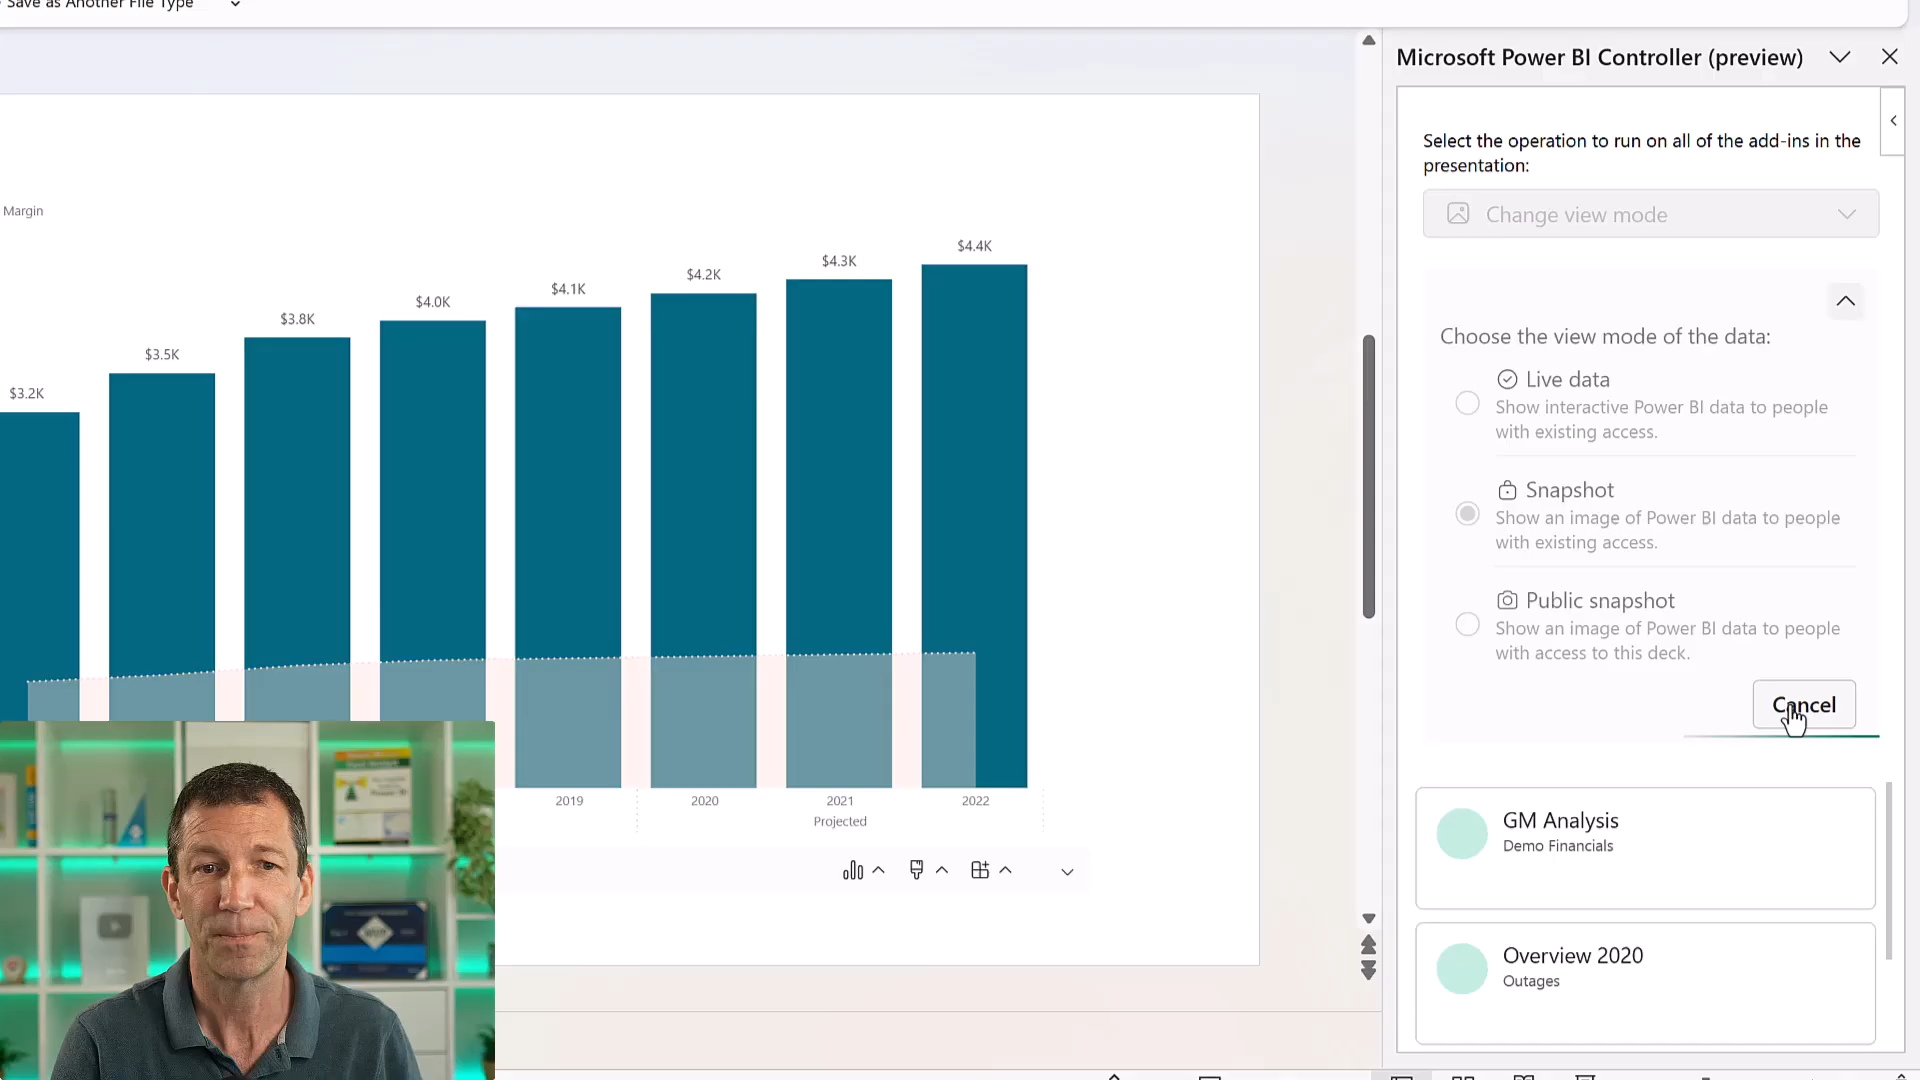 Save as Another File Type
Microsoft Power BI Controller (preview)
Select the operation to run on all of the add-ins in the
presentation:
Change view mode
Choose the view mode of the data:
Live data
Show interactive Power BI data to people
with existing access.
Snapshot
Show an image of Power BI data to people
with existing access.
Public snapshot
Show an image of Power BI data to people
with access to this deck.
Cancel
GM Analysis
Demo Financials
Overview 2020
Outages
Margin
$3.2K
$3.5K
$3.8K
$4.0K
$4.1K
$4.2K
$4.3K
$4.4K
2019
2020
2021
2022
Projected